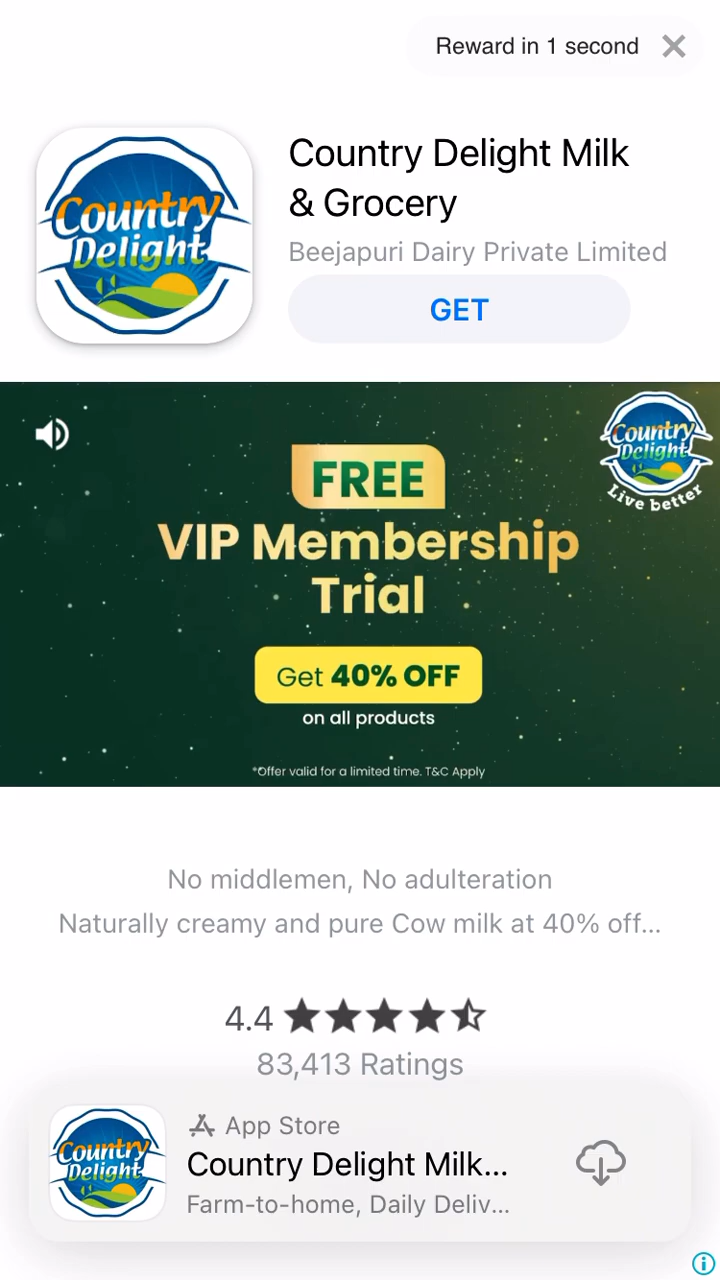 Reward in 1 second
Country Delight
Country Delight Milk
& Grocery
Beejapuri Dairy Private Limited
GET
Country
Delight
Live better
FREE
VIP Membership
Trial
Get 40% OFF
on all products
*Offer valid for a limited time. T&C Apply
No middlemen, No adulteration
Naturally creamy and pure Cow milk at 40% off...
4.4
83,413 Ratings
Country
Delight
App Store
Country Delight Milk...
Farm-to-home, Daily Deliv...